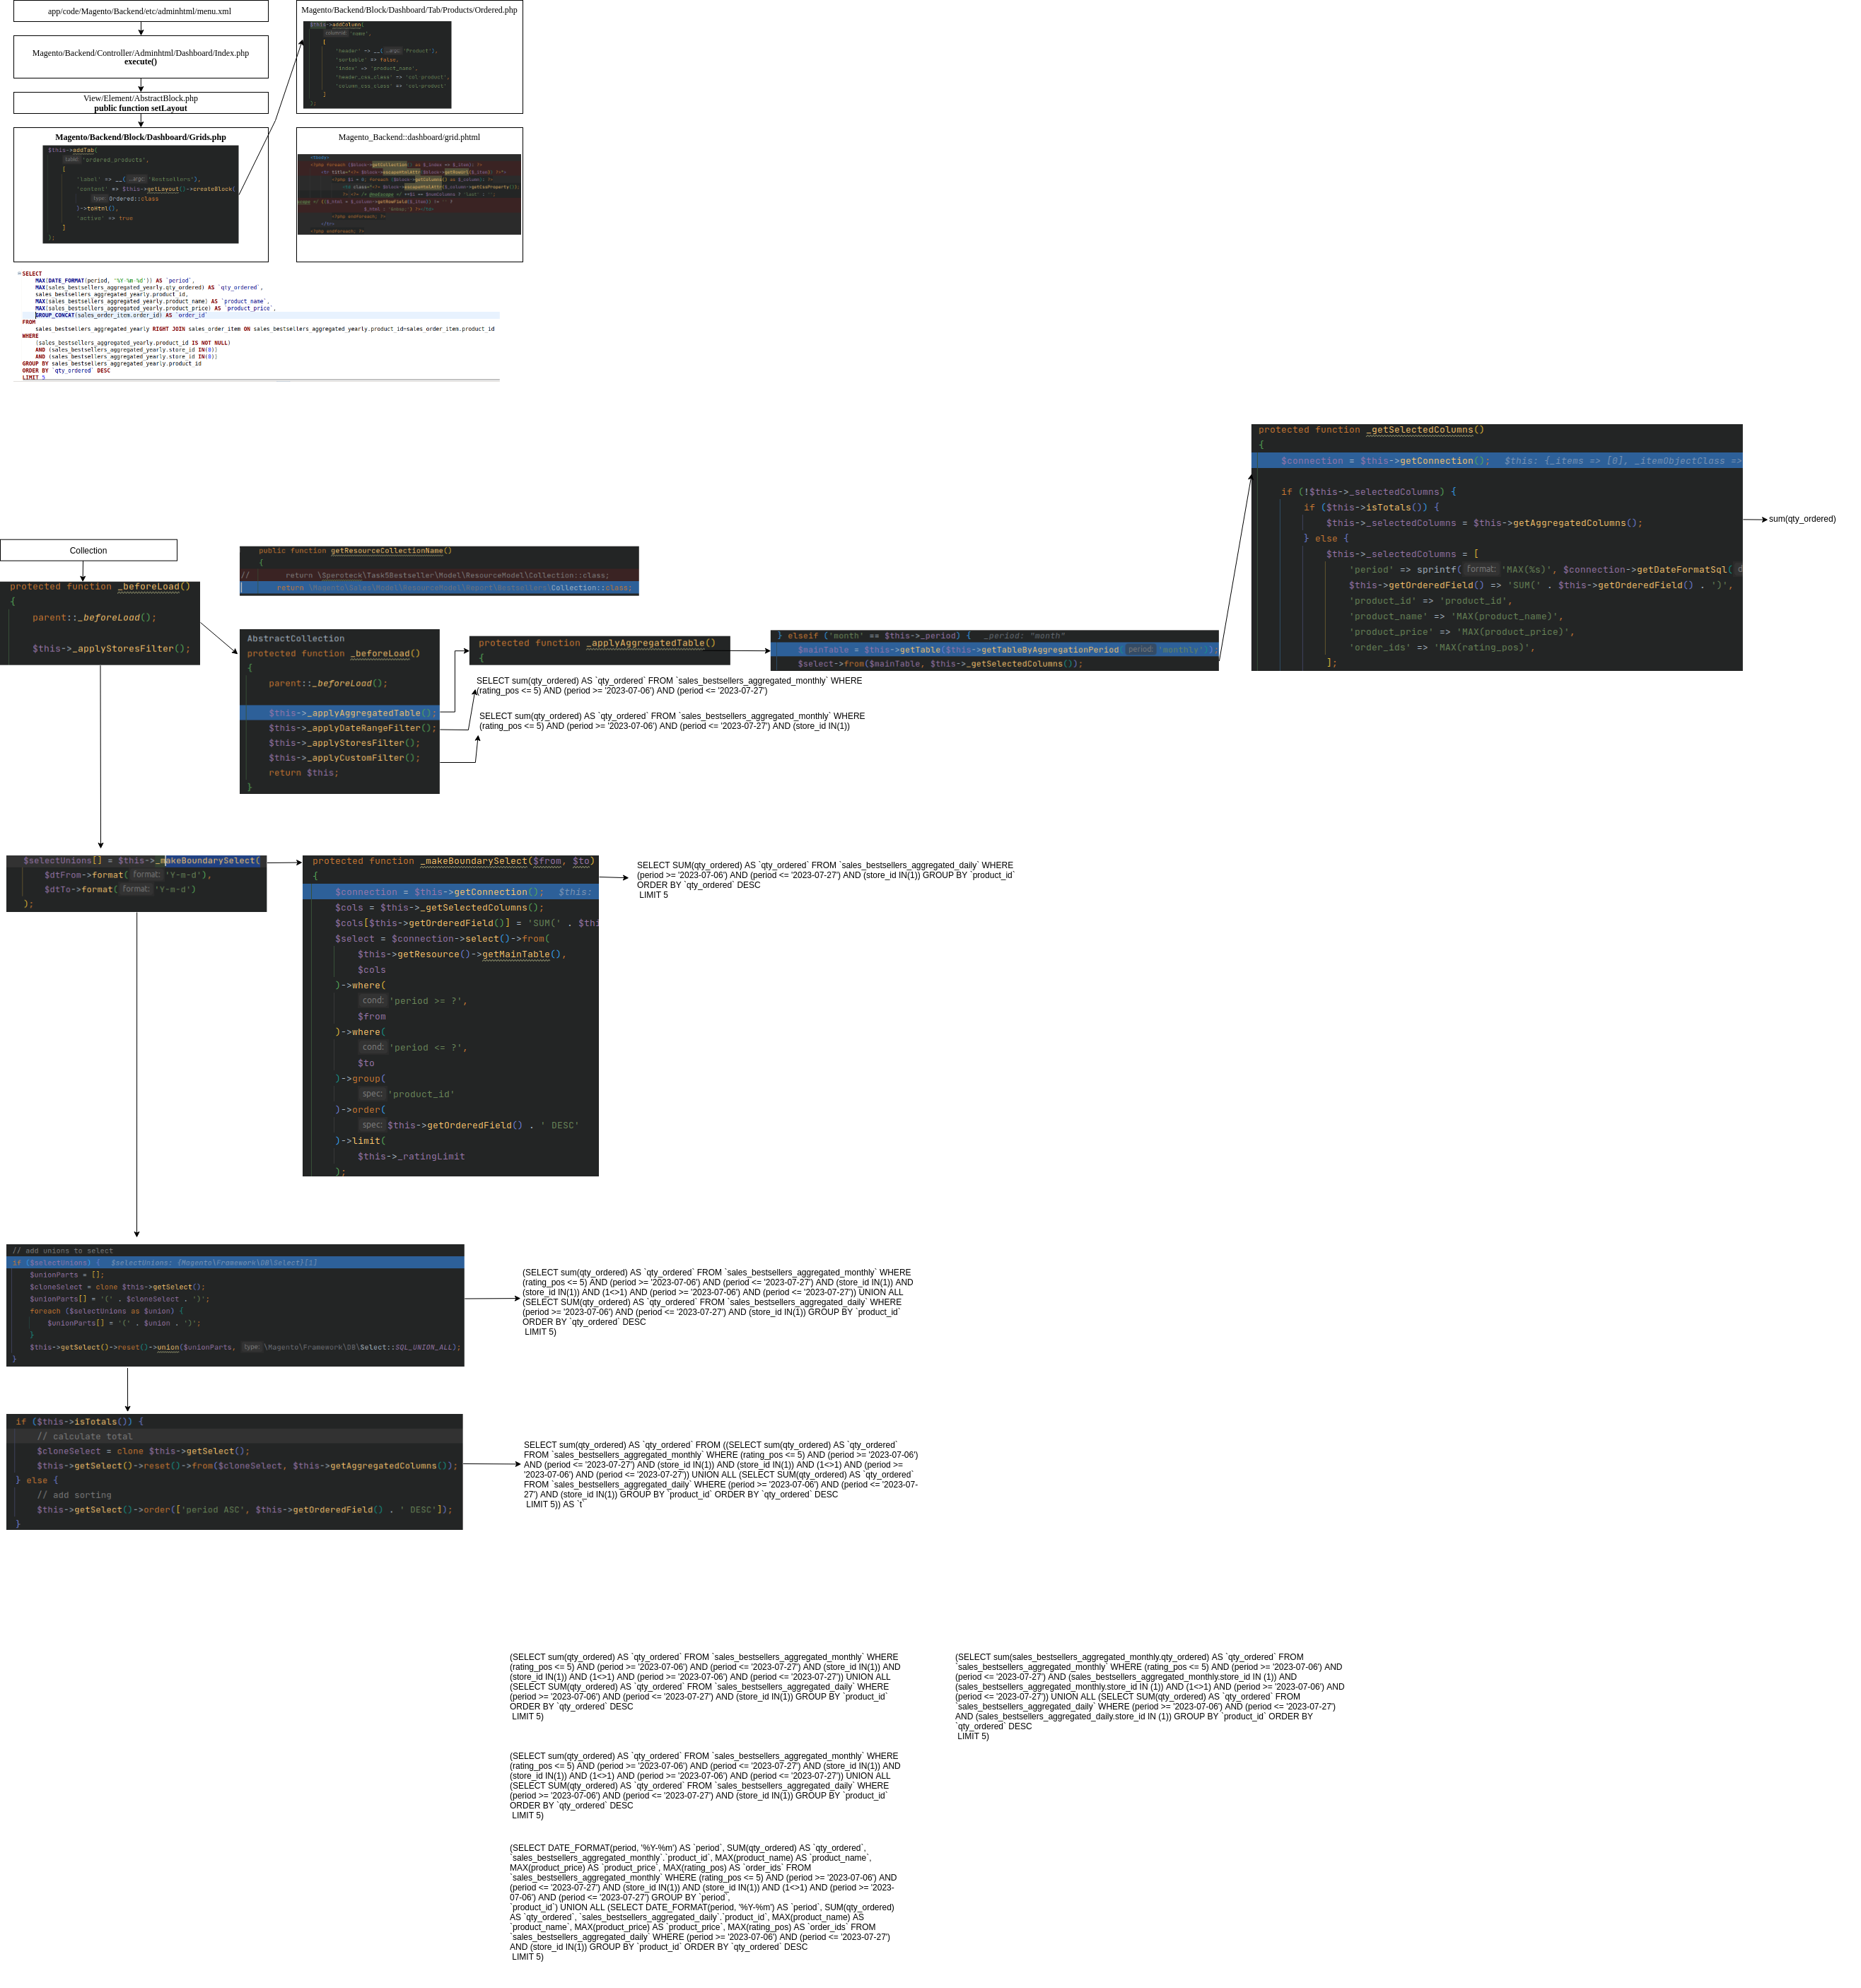 app/code/Magento/Backend/etc/adminhtml/menu.xml
Magento/Backend/Controller/Adminhtml/Dashboard/Index.php
execute()
View/Element/AbstractBlock.php
public function setLayout
Magento/Backend/Block/Dashboard/Grids.php
$this->addTab(
label: 'ordered_products',
[
'label' => __( args: 'Bestsellers'),
'content' => $this->getLayout()->createBlock(
type: Ordered::class
)->toHtml(),
'active' => true
]
);
Magento/Backend/Block/Dashboard/Tab/Products/Ordered.php
$this->addColumn(
columnId: 'name',
[
'header' => __( args: 'Product'),
'sortable' => false,
'index' => 'product_name',
'header_css_class' => 'col-product',
'column_css_class' => 'col-product'
]
);
Magento_Backend::dashboard/grid.phtml
<tbody>
<?php endforeach; ?>
</tr>
<?php endforeach; ?>
SELECT
MAX(DATE_FORMAT(period, '%Y-%m-%d')) AS `period`,
MAX(sales_bestsellers_aggregated_yearly.qty_ordered) AS `qty_ordered`,
sales_bestsellers_aggregated_yearly.product_id,
MAX(sales_bestsellers_aggregated_yearly.product_name) AS `product_name`,
MAX(sales_bestsellers_aggregated_yearly.product_price) AS `product_price`,
GROUP_CONCAT(sales_order_item.order_id) AS `order_id`
FROM
sales_bestsellers_aggregated_yearly RIGHT JOIN sales_order_item ON sales_bestsellers_aggregated_yearly.product_id=sales_order_item.product_id
WHERE
(sales_bestsellers_aggregated_yearly.product_id IS NOT NULL)
AND (sales_bestsellers_aggregated_yearly.store_id IN(0))
AND (sales_bestsellers_aggregated_yearly.store_id IN(0))
GROUP BY sales_bestsellers_aggregated_yearly.product_id
ORDER BY `qty_ordered` DESC
LIMIT 5
protected function _getSelectedColumns()
{
$connection = $this->getConnection(); $this: {_items => [0], _itemObjectClass =>
if (!$this->_selectedColumns) {
if ($this->isTotals()) {
$this->_selectedColumns = $this->getAggregatedColumns();
} else {
$this->_selectedColumns = [
'period' => sprintf( format: 'MAX(%s)', $connection->getDateFormatSql( d
$this->getOrderedField() => 'SUM(' . $this->getOrderedField() . ')',
'product_id' => 'product_id',
'product_name' => 'MAX(product_name)',
'product_price' => 'MAX(product_price)',
'order_ids' => 'MAX(rating_pos)',
];
sum(qty_ordered)
Collection
protected function _beforeLoad()
{
parent::_beforeLoad();
$this->_applyStoresFilter();
public function getResourceCollectionName()
{
// return \Speroteck\Task5Bestseller\Model\ResourceModel\Collection::class;
return \Magento\Sales\Model\ResourceModel\Report\Bestsellers\Collection::class;
AbstractCollection
protected function _beforeLoad()
{
parent::_beforeLoad();
$this->_applyAggregatedTable();
$this->_applyDateRangeFilter();
$this->_applyStoresFilter();
$this->_applyCustomFilter();
return $this;
}
protected function _applyAggregatedTable()
{
} elseif ('month' == $this->_period) { _period: "month"
$mainTable = $this->getTable($this->getTableByAggregationPeriod( period: 'monthly'));
$select->from($mainTable, $this->_getSelectedColumns());
SELECT sum(qty_ordered) AS `qty_ordered` FROM `sales_bestsellers_aggregated_monthly` WHERE
(rating_pos <= 5) AND (period >= '2023-07-06') AND (period <= '2023-07-27')
SELECT sum(qty_ordered) AS `qty_ordered` FROM `sales_bestsellers_aggregated_monthly` WHERE
(rating_pos <= 5) AND (period >= '2023-07-06') AND (period <= '2023-07-27') AND (store_id IN(1))
$selectUnions[] = $this->_makeBoundarySelect(
$dtFrom->format( format: 'Y-m-d'),
$dtTo->format( format: 'Y-m-d')
);
protected function _makeBoundarySelect($from, $to)
{
$connection = $this->getConnection(); $this:
$cols = $this->_getSelectedColumns();
$cols[$this->getOrderedField()] = 'SUM(' . $thi
$select = $connection->select()->from(
$this->getResource()->getMainTable(),
$cols
)->where(
cond: 'period >= ?',
$from
)->where(
cond: 'period <= ?',
$to
)->group(
spec: 'product_id'
)->order(
spec: $this->getOrderedField() . ' DESC'
)->limit(
$this->_ratingLimit
);
SELECT SUM(qty_ordered) AS `qty_ordered` FROM `sales_bestsellers_aggregated_daily` WHERE
(period >= '2023-07-06') AND (period <= '2023-07-27') AND (store_id IN(1)) GROUP BY `product_id`
ORDER BY `qty_ordered` DESC
LIMIT 5
// add unions to select
if ($selectUnions) { $selectUnions: {Magento\Framework\DB\Select}[1]
$unionParts = [];
$cloneSelect = clone $this->getSelect();
$unionParts[] = '(' . $cloneSelect . ')';
foreach ($selectUnions as $union) {
$unionParts[] = '(' . $union . ')';
}
$this->getSelect()->reset()->union($unionParts, type: \Magento\Framework\DB\Select::SQL_UNION_ALL);
}
(SELECT sum(qty_ordered) AS `qty_ordered` FROM `sales_bestsellers_aggregated_monthly` WHERE
(rating_pos <= 5) AND (period >= '2023-07-06') AND (period <= '2023-07-27') AND (store_id IN(1)) AND
(store_id IN(1)) AND (1<>1) AND (period >= '2023-07-06') AND (period <= '2023-07-27')) UNION ALL
(SELECT SUM(qty_ordered) AS `qty_ordered` FROM `sales_bestsellers_aggregated_daily` WHERE
(period >= '2023-07-06') AND (period <= '2023-07-27') AND (store_id IN(1)) GROUP BY `product_id`
ORDER BY `qty_ordered` DESC
LIMIT 5)
if ($this->isTotals()) {
// calculate total
$cloneSelect = clone $this->getSelect();
$this->getSelect()->reset()->from($cloneSelect, $this->getAggregatedColumns());
} else {
// add sorting
$this->getSelect()->order(['period ASC', $this->getOrderedField() . ' DESC']);
}
SELECT sum(qty_ordered) AS `qty_ordered` FROM ((SELECT sum(qty_ordered) AS `qty_ordered`
FROM `sales_bestsellers_aggregated_monthly` WHERE (rating_pos <= 5) AND (period >= '2023-07-06')
AND (period <= '2023-07-27') AND (store_id IN(1)) AND (store_id IN(1)) AND (1<>1) AND (period >=
'2023-07-06') AND (period <= '2023-07-27')) UNION ALL (SELECT SUM(qty_ordered) AS `qty_ordered`
FROM `sales_bestsellers_aggregated_daily` WHERE (period >= '2023-07-06') AND (period <= '2023-07-
27') AND (store_id IN(1)) GROUP BY `product_id` ORDER BY `qty_ordered` DESC
LIMIT 5)) AS `t`
(SELECT sum(qty_ordered) AS `qty_ordered` FROM `sales_bestsellers_aggregated_monthly` WHERE
(rating_pos <= 5) AND (period >= '2023-07-06') AND (period <= '2023-07-27') AND (store_id IN(1)) AND
(store_id IN(1)) AND (1<>1) AND (period >= '2023-07-06') AND (period <= '2023-07-27')) UNION ALL
(SELECT SUM(qty_ordered) AS `qty_ordered` FROM `sales_bestsellers_aggregated_daily` WHERE
(period >= '2023-07-06') AND (period <= '2023-07-27') AND (store_id IN(1)) GROUP BY `product_id`
ORDER BY `qty_ordered` DESC
LIMIT 5)
(SELECT sum(sales_bestsellers_aggregated_monthly.qty_ordered) AS `qty_ordered` FROM
`sales_bestsellers_aggregated_monthly` WHERE (rating_pos <= 5) AND (period >= '2023-07-06') AND
(period <= '2023-07-27') AND (sales_bestsellers_aggregated_monthly.store_id IN (1)) AND
(sales_bestsellers_aggregated_monthly.store_id IN (1)) AND (1<>1) AND (period >= '2023-07-06') AND
(period <= '2023-07-27')) UNION ALL (SELECT SUM(qty_ordered) AS `qty_ordered` FROM
`sales_bestsellers_aggregated_daily` WHERE (period >= '2023-07-06') AND (period <= '2023-07-27')
AND (sales_bestsellers_aggregated_daily.store_id IN (1)) GROUP BY `product_id` ORDER BY
`qty_ordered` DESC
LIMIT 5)
(SELECT sum(qty_ordered) AS `qty_ordered` FROM `sales_bestsellers_aggregated_monthly` WHERE
(rating_pos <= 5) AND (period >= '2023-07-06') AND (period <= '2023-07-27') AND (store_id IN(1)) AND
(store_id IN(1)) AND (1<>1) AND (period >= '2023-07-06') AND (period <= '2023-07-27')) UNION ALL
(SELECT SUM(qty_ordered) AS `qty_ordered` FROM `sales_bestsellers_aggregated_daily` WHERE
(period >= '2023-07-06') AND (period <= '2023-07-27') AND (store_id IN(1)) GROUP BY `product_id`
ORDER BY `qty_ordered` DESC
LIMIT 5)
(SELECT DATE_FORMAT(period, '%Y-%m') AS `period`, SUM(qty_ordered) AS `qty_ordered`,
`sales_bestsellers_aggregated_monthly`.`product_id`, MAX(product_name) AS `product_name`,
MAX(product_price) AS `product_price`, MAX(rating_pos) AS `order_ids` FROM
`sales_bestsellers_aggregated_monthly` WHERE (rating_pos <= 5) AND (period >= '2023-07-06') AND
(period <= '2023-07-27') AND (store_id IN(1)) AND (store_id IN(1)) AND (1<>1) AND (period >= '2023-
07-06') AND (period <= '2023-07-27') GROUP BY `period`,
`product_id`) UNION ALL (SELECT DATE_FORMAT(period, '%Y-%m') AS `period`, SUM(qty_ordered)
AS `qty_ordered`, `sales_bestsellers_aggregated_daily`.`product_id`, MAX(product_name) AS
`product_name`, MAX(product_price) AS `product_price`, MAX(rating_pos) AS `order_ids` FROM
`sales_bestsellers_aggregated_daily` WHERE (period >= '2023-07-06') AND (period <= '2023-07-27')
AND (store_id IN(1)) GROUP BY `product_id` ORDER BY `qty_ordered` DESC
LIMIT 5)